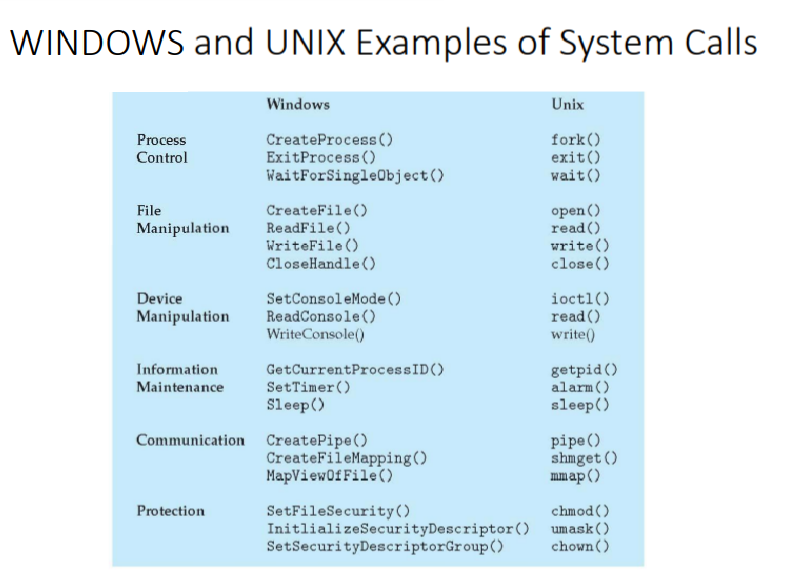 WINDOWS and UNIX Examples of System Calls
Windows Unix
Process CreateProcess() fork()
Control ExitProcess() exit()
WaitForSingleObject() wait()
File CreateFile() open()
Manipulation ReadFile() read()
WriteFile() write()
CloseHandle() close()
Device SetConsoleMode() ioctl()
Manipulation ReadConsole() read()
WriteConsole() write()
Information GetCurrentProcessID() getpid()
Maintenance SetTimer() alarm()
Sleep() sleep()
Communication CreatePipe() pipe()
CreateFileMapping() shmget()
MapViewOfFile() mmap()
Protection SetFileSecurity() chmod()
InitlializeSecurityDescriptor() umask()
SetSecurityDescriptorGroup() chown()